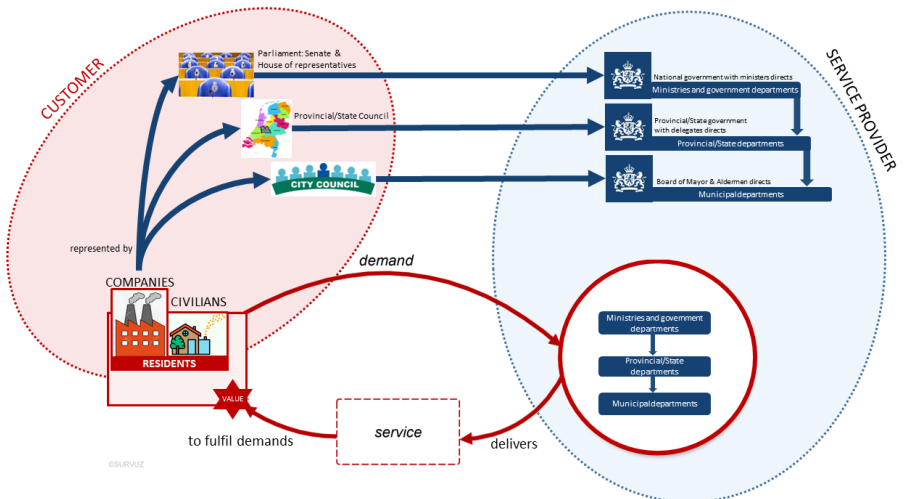 CUSTOMER
Parliament: Senate &
House of representatives
Provincial/State Council
CITY COUNCIL
SERVICE PROVIDER
National government with ministers directs
Ministries and government departments
Provincial/State government
with delegates directs
Provincial/State departments
Board of Mayor & Aldermen directs
Municipal departments
represented by
COMPANIES
CIVILIANS
RESIDENTS
VALUE
demand
Ministries and government
departments
Provincial/State
departments
Municipal departments
to fulfil demands
service
delivers
©SURVUZ